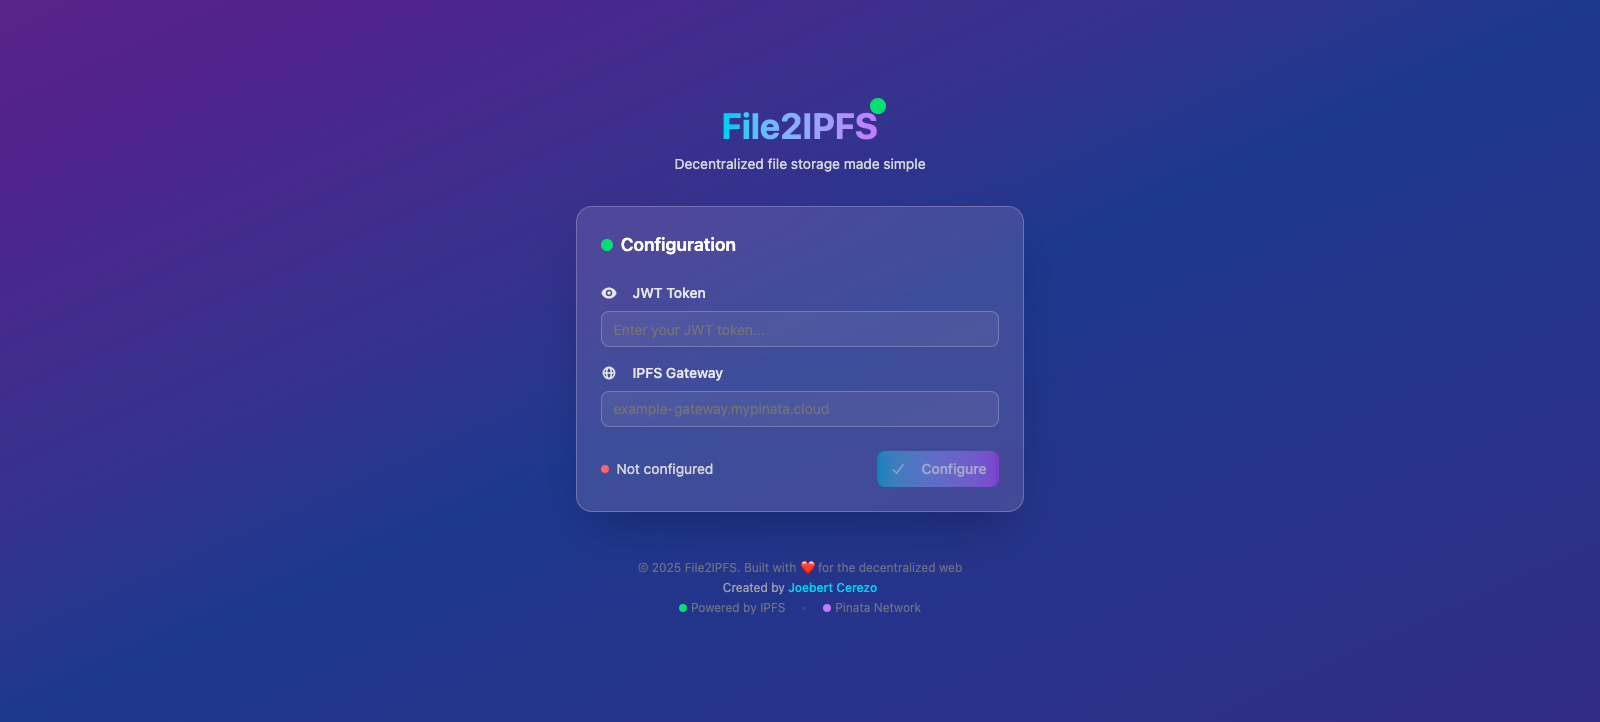 File2IPFS
Decentralized file storage made simple
Configuration
JWT Token
Enter your JWT token...
IPFS Gateway
example-gateway.mypinata.cloud
Not configured
Configure
© 2025 File2IPFS. Built with ❤️ for the decentralized web
Created by Joebert Cerezo
Powered by IPFS • Pinata Network